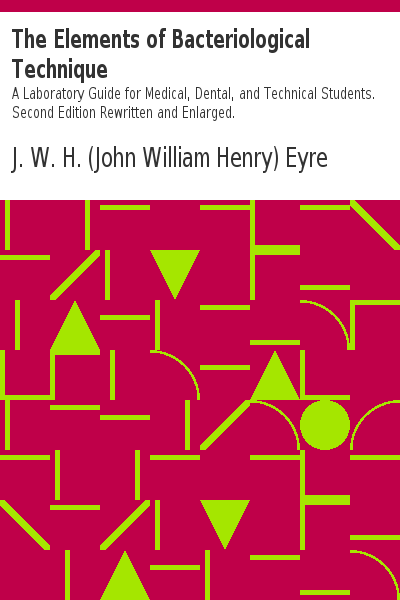 The Elements of Bacteriological
Technique
A Laboratory Guide for Medical, Dental, and Technical Students.
Second Edition Rewritten and Enlarged.
J. W. H. (John William Henry) Eyre